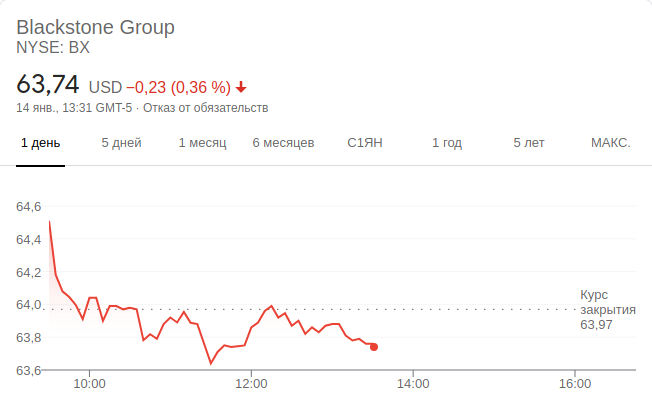 Blackstone Group
NYSE: BX
63,74 USD −0,23 (0,36 %)
14 янв., 13:31 GMT-5 · Отказ от обязательств
1 день 5 дней 1 месяц 6 месяцев С1ЯН 1 год 5 лет МАКС.
64,6
64,4
64,2
64,0
63,8
63,6
Курс
закрытия
63,97
10:00 12:00 14:00 16:00